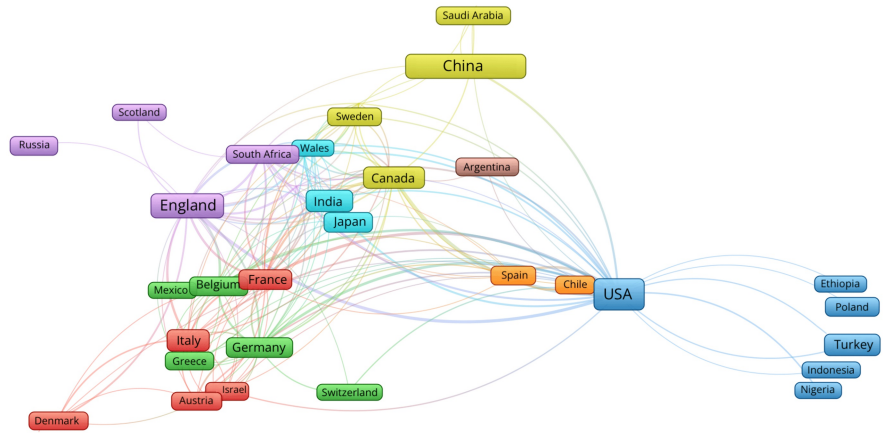 Saudi Arabia
China
Scotland
Sweden
Russia
South Africa
Wales
Argentina
Canada
England
India
Japan
Mexico
Belgium
France
Spain
Chile
USA
Ethiopia
Poland
Italy
Germany
Turkey
Greece
Indonesia
Israel
Switzerland
Nigeria
Austria
Denmark